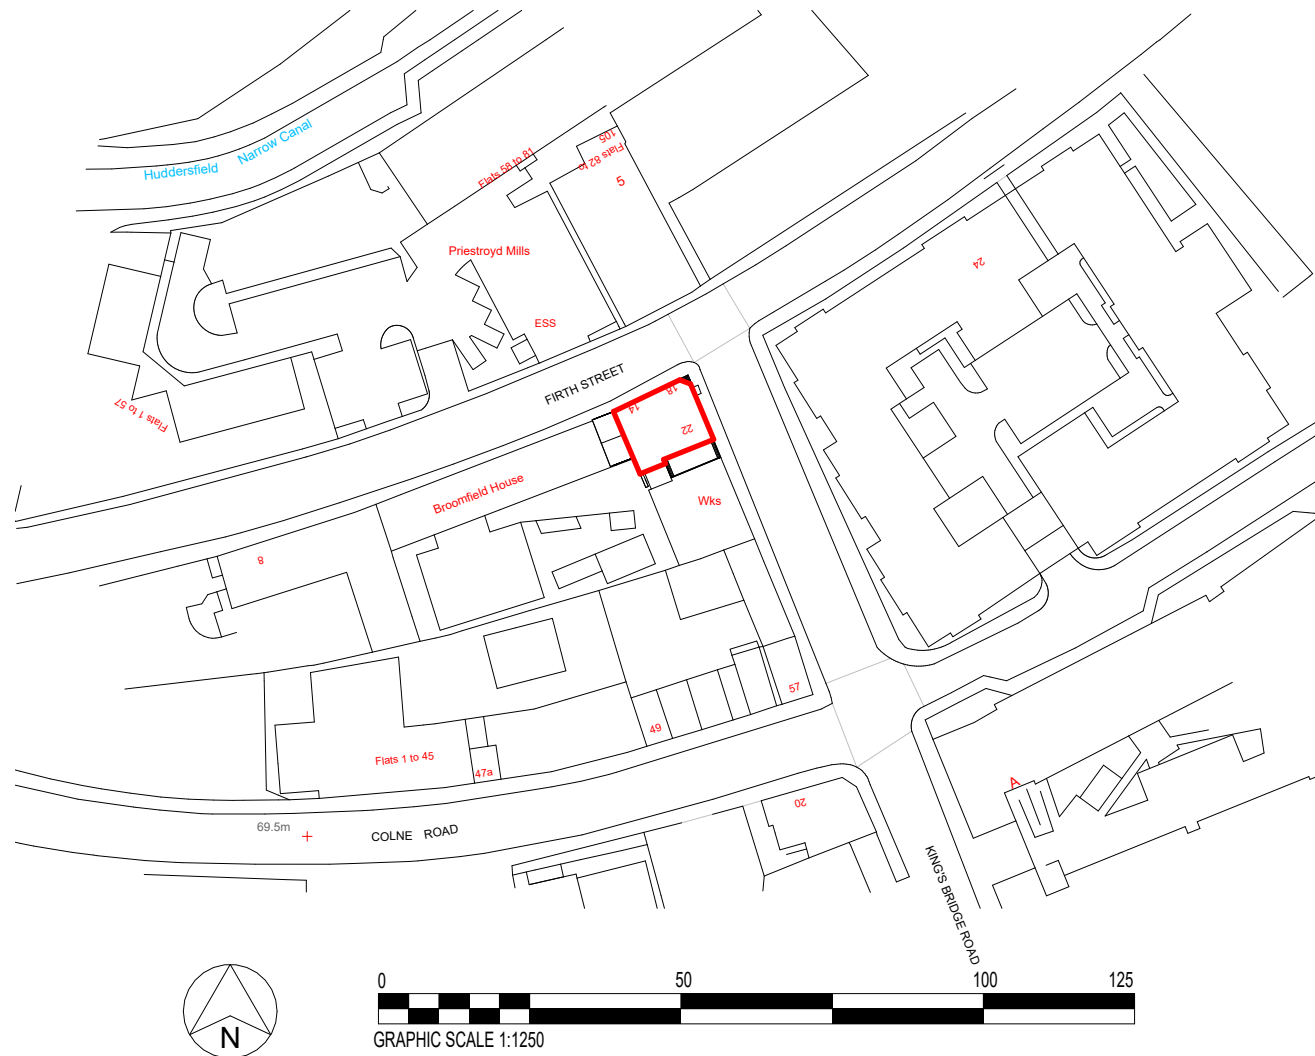 Huddersfield Narrow Canal
Flats 58 to 81
Flats 82 to
105
5
Priestroyd Mills
ESS
24
Flats 1 to 57
FIRTH STREET
14
18
22
Broomfield House
Wks
8
57
49
Flats 1 to 45
47a
A
20
69.5m
COLNE ROAD
KING'S BRIDGE ROAD
N
0 50 100 125
GRAPHIC SCALE 1:1250